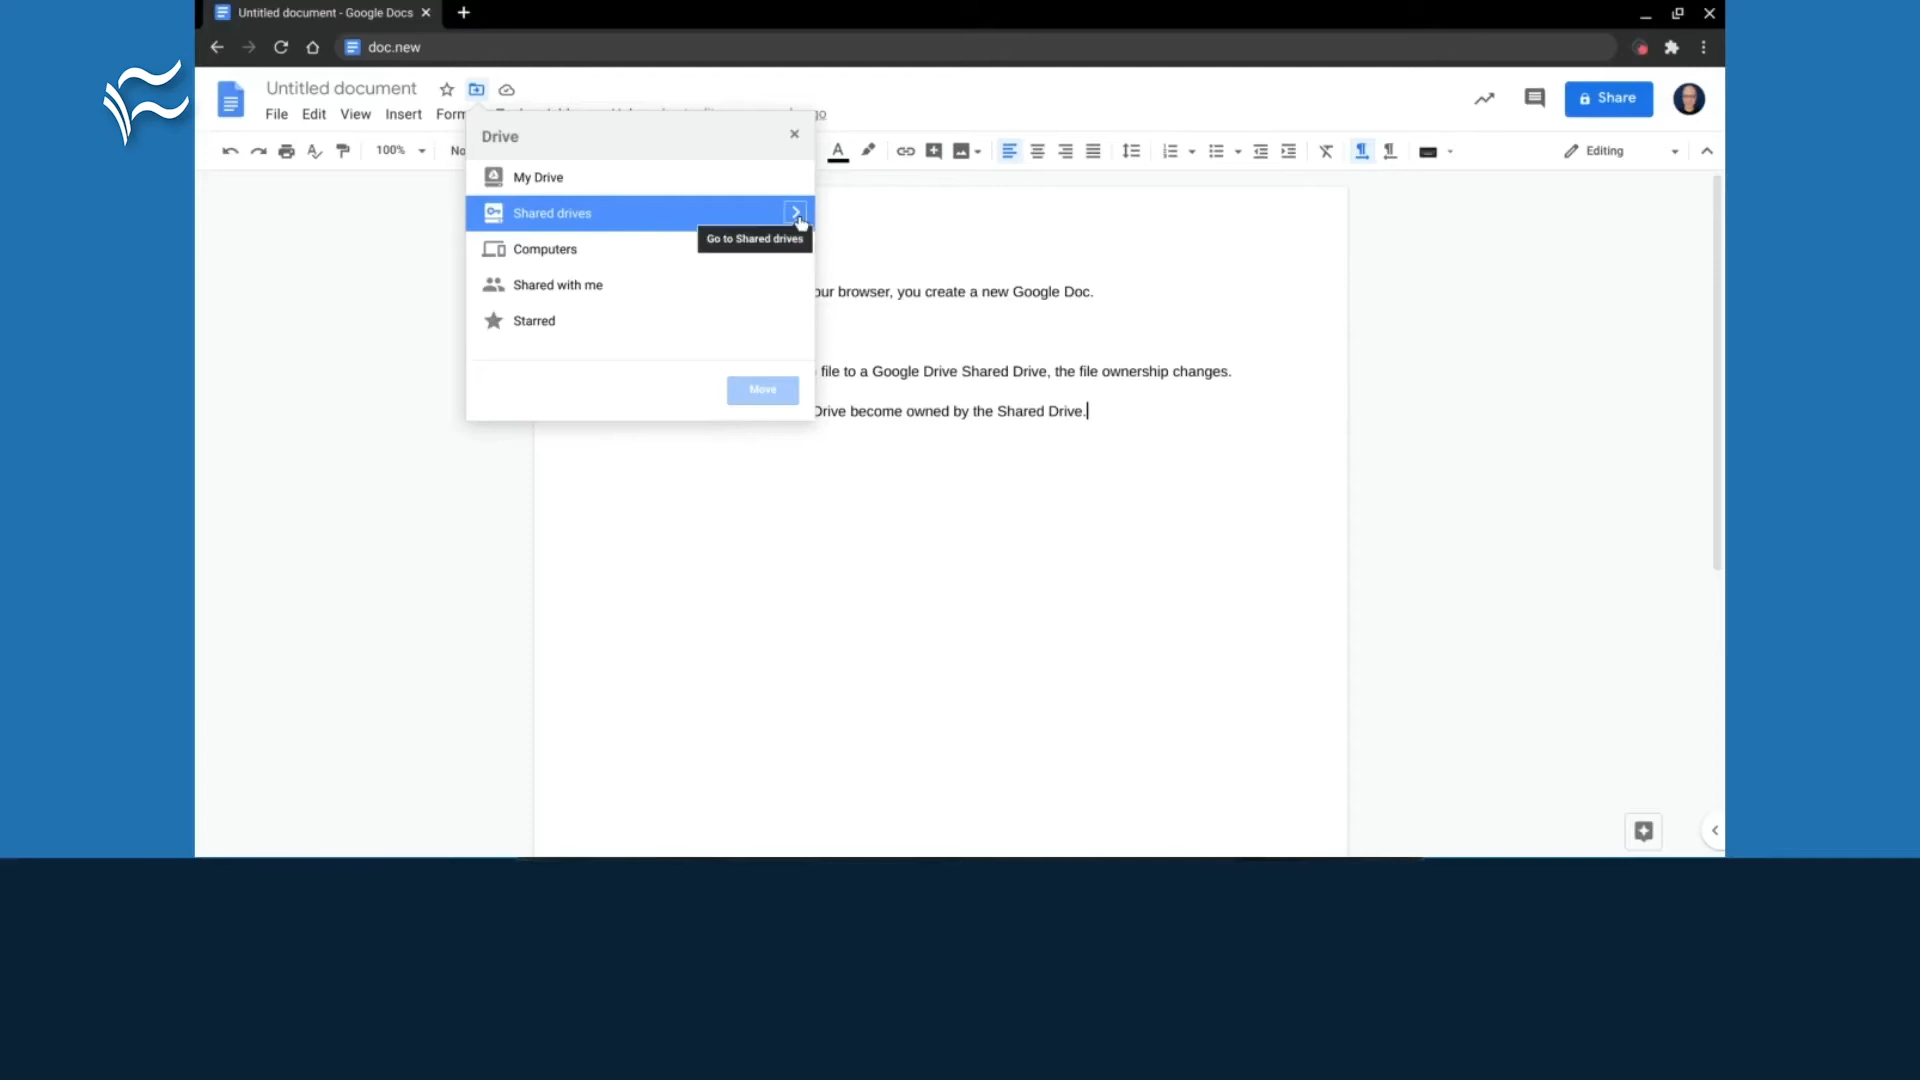 Untitled document - Google Docs
doc.new
Untitled document
File Edit View Insert
Share
100%
Editing
Drive
My Drive
Shared drives
Go to Shared drives
Computers
Shared with me
Starred
Move
browser, you create a new Google Doc.
file to a Google Drive Shared Drive, the file ownership changes.
Drive become owned by the Shared Drive.